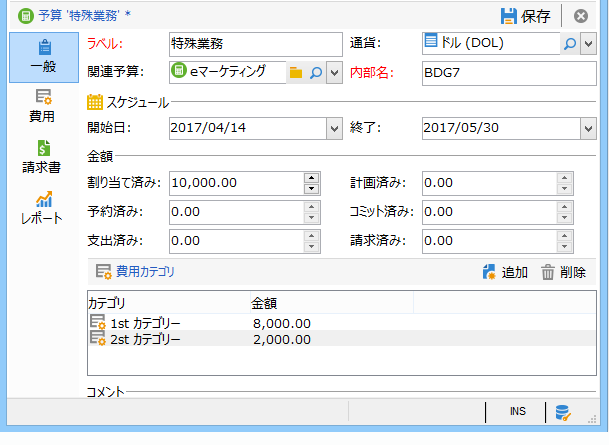 予算 '特殊業務' *
保存
一般
費用
請求書
レポート
ラベル: 特殊業務 通貨: ドル (DOL)
関連予算: eマーケティング 内部名: BDG7
スケジュール
開始日: 2017/04/14 終了: 2017/05/30
金額
割り当て済み: 10,000.00 計画済み: 0.00
予約済み: 0.00 コミット済み: 0.00
支出済み: 0.00 請求済み: 0.00
費用カテゴリ 追加 削除
カテゴリ 金額
1st カテゴリー 8,000.00
2st カテゴリー 2,000.00
コメント
INS